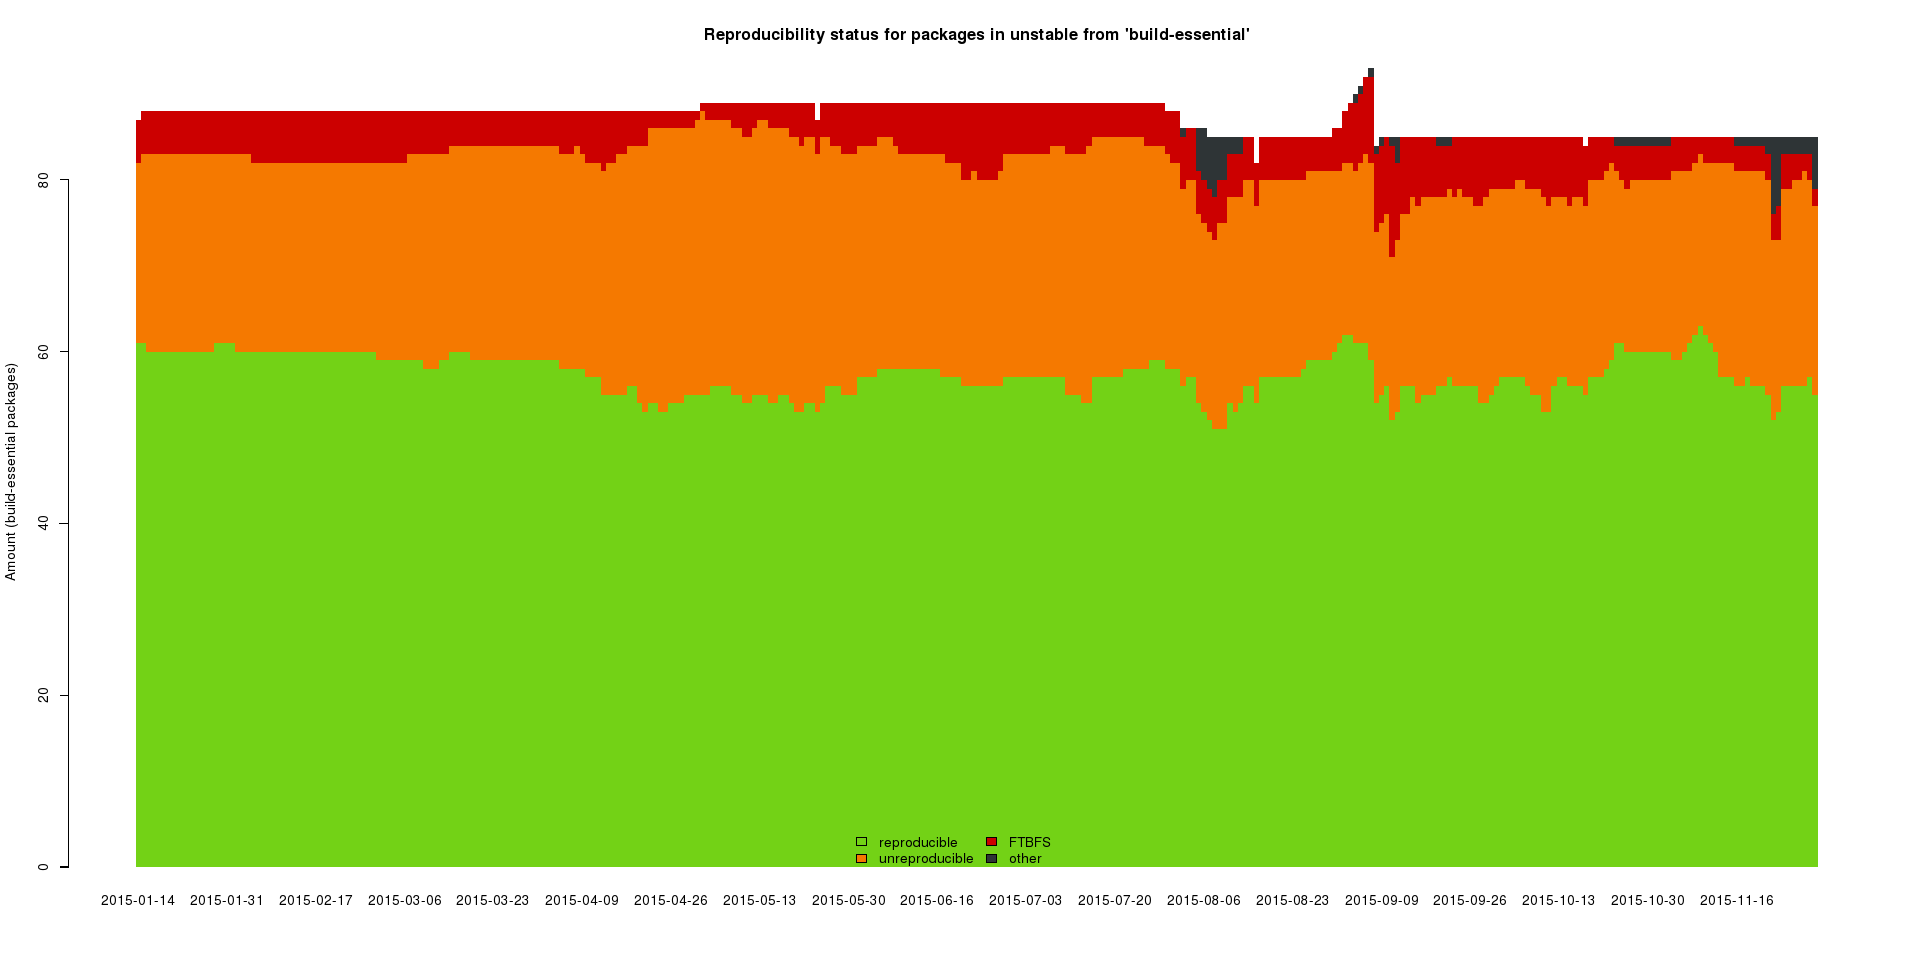 Reproducibility status for packages in unstable from 'build-essential'
Amount (build-essential packages)
80
60
40
20
0
reproducible FTBFS
unreproducible other
2015-01-14 2015-01-31 2015-02-17 2015-03-06 2015-03-23 2015-04-09 2015-04-26 2015-05-13 2015-05-30 2015-06-16 2015-07-03 2015-07-20 2015-08-06 2015-08-23 2015-09-09 2015-09-26 2015-10-13 2015-10-30 2015-11-16